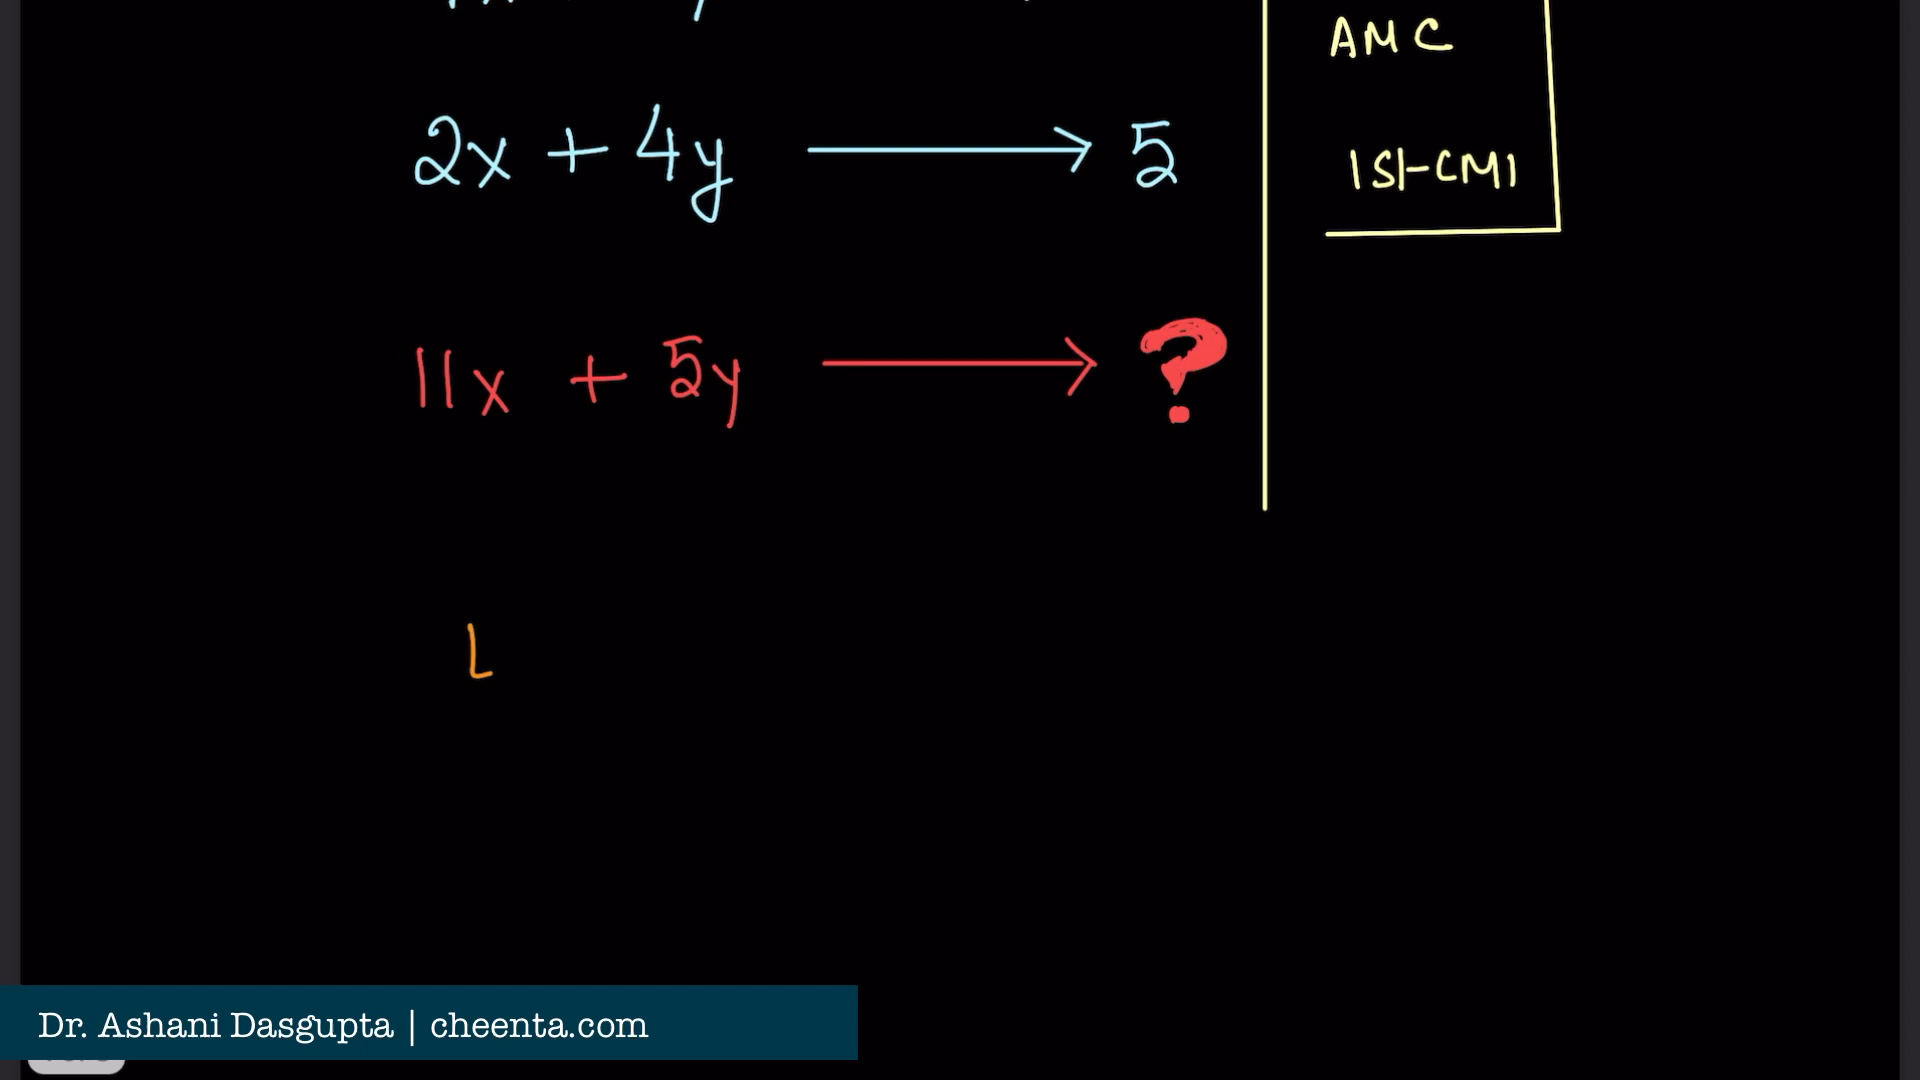 AMC
2x + 4y ⟶ 5
ISI-CMI
11x + 5y ⟶ ?
L
Dr. Ashani Dasgupta | cheenta.com